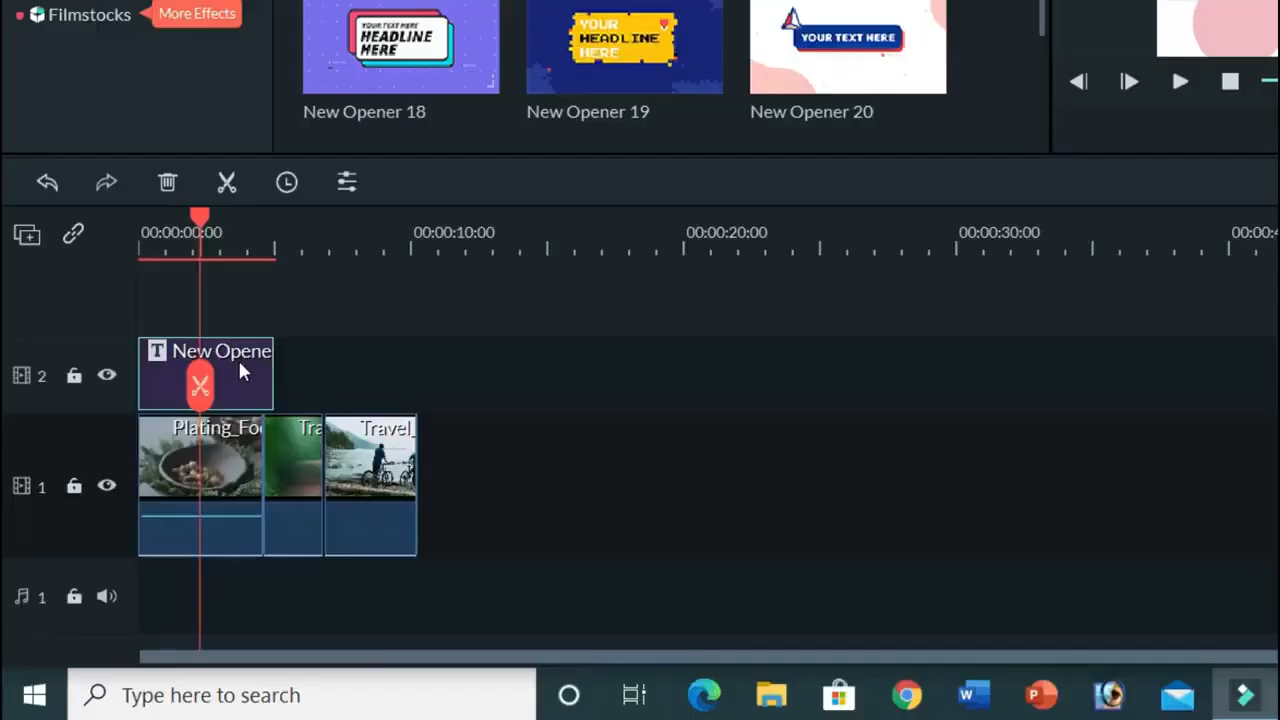 Filmstocks
More Effects
YOUR TEXT HERE
HEADLINE
HERE
YOUR
HEADLINE
HERE
YOUR TEXT HERE
New Opener 18
New Opener 19
New Opener 20
00:00:00:00
00:00:10:00
00:00:20:00
00:00:30:00
00:00:4
T New Opene
2
Plating_Foo
Tra
Travel_
1
1
Type here to search